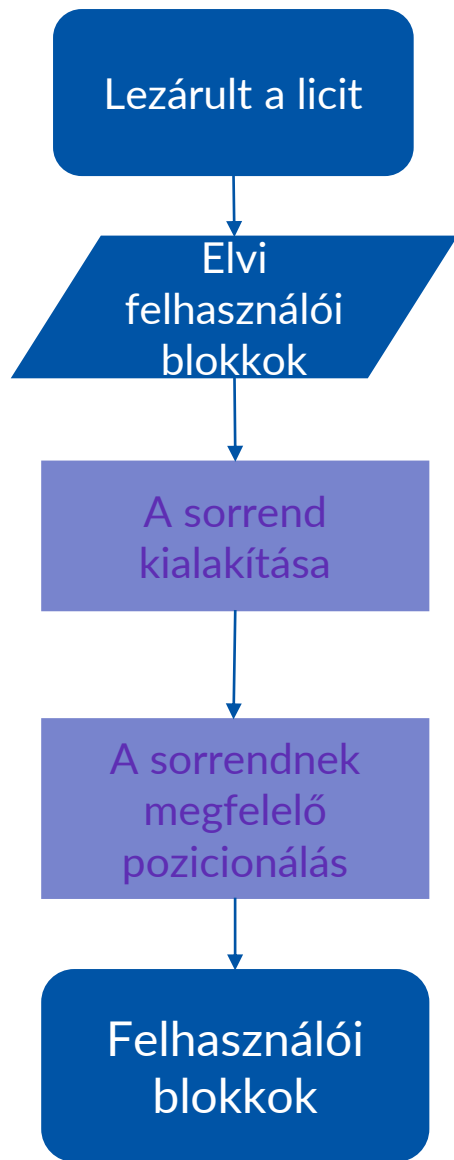 Lezárult a licit
Elvi
felhasználói
blokkok
A sorrend
kialakítása
A sorrendnek
megfelelő
pozicionálás
Felhasználói
blokkok